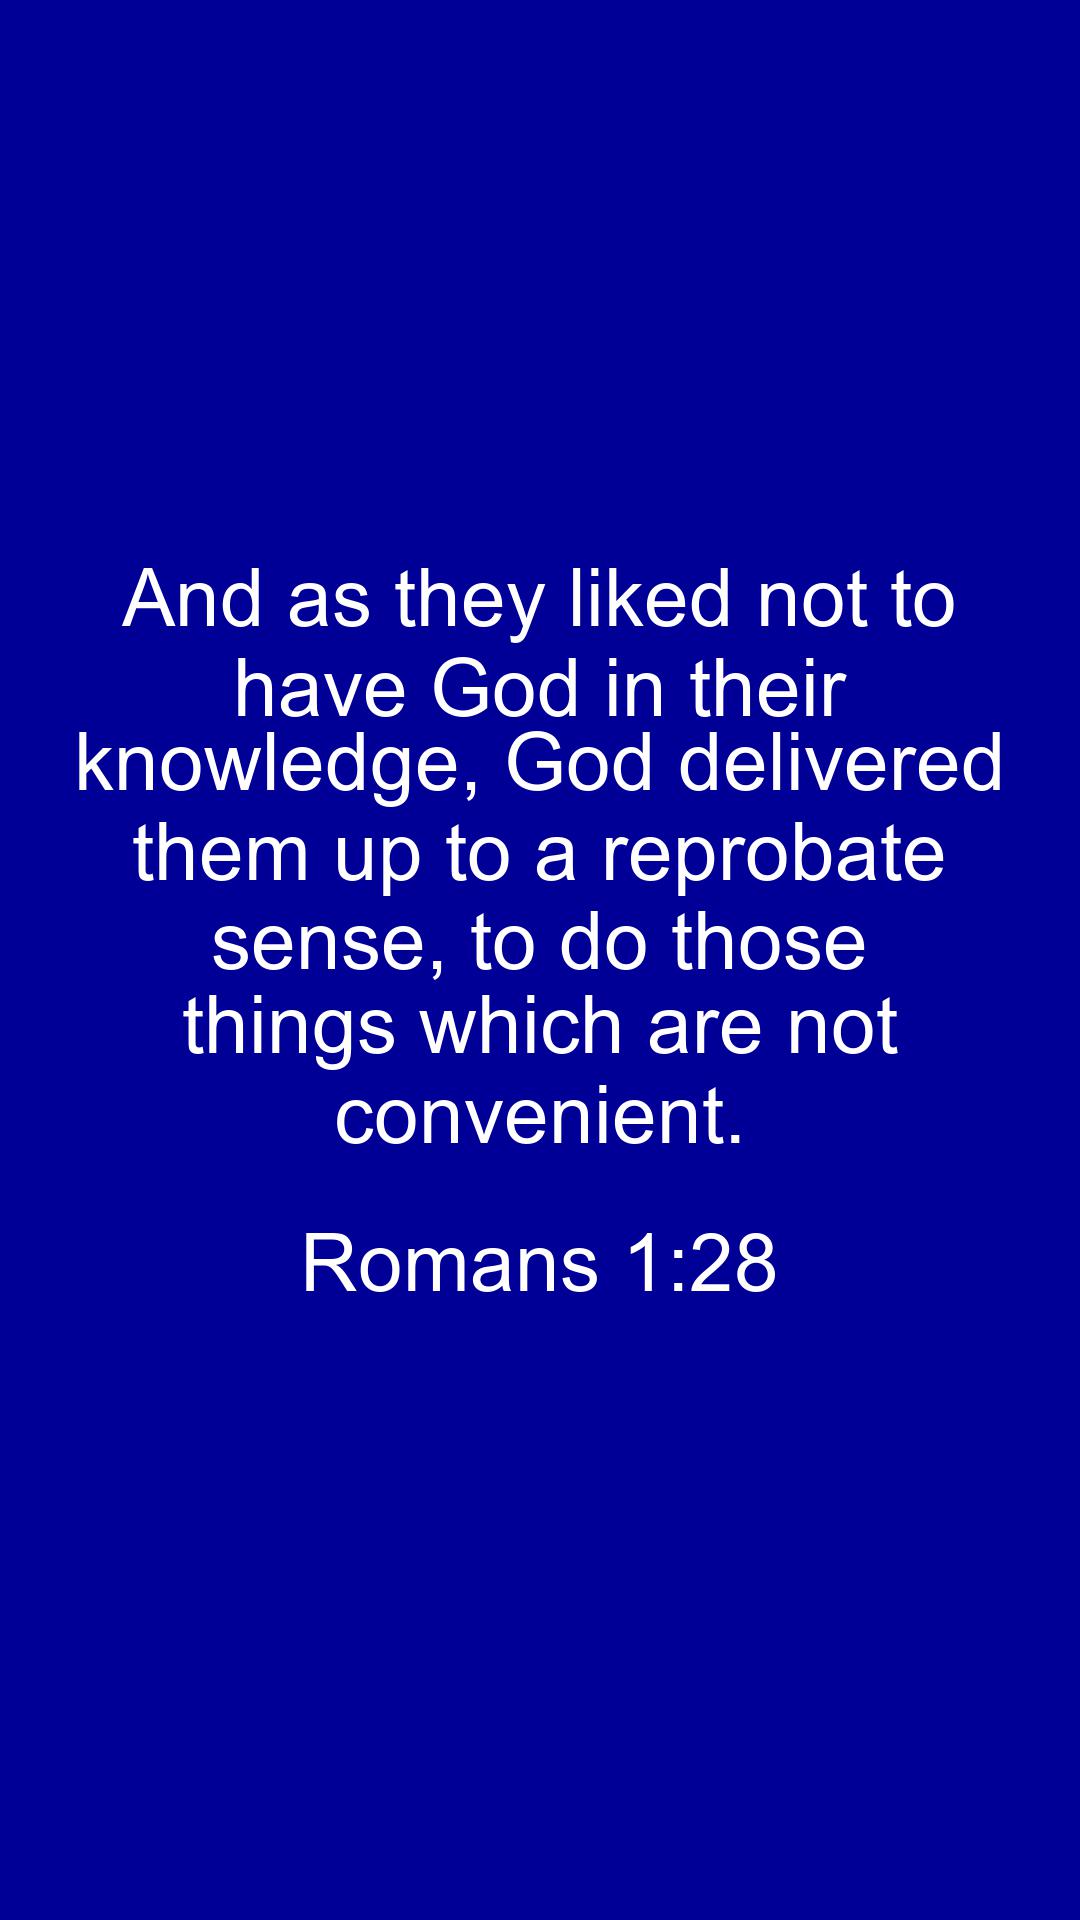 And as they liked not to
have God in their
knowledge, God delivered
them up to a reprobate
sense, to do those
things which are not
convenient.
Romans 1:28